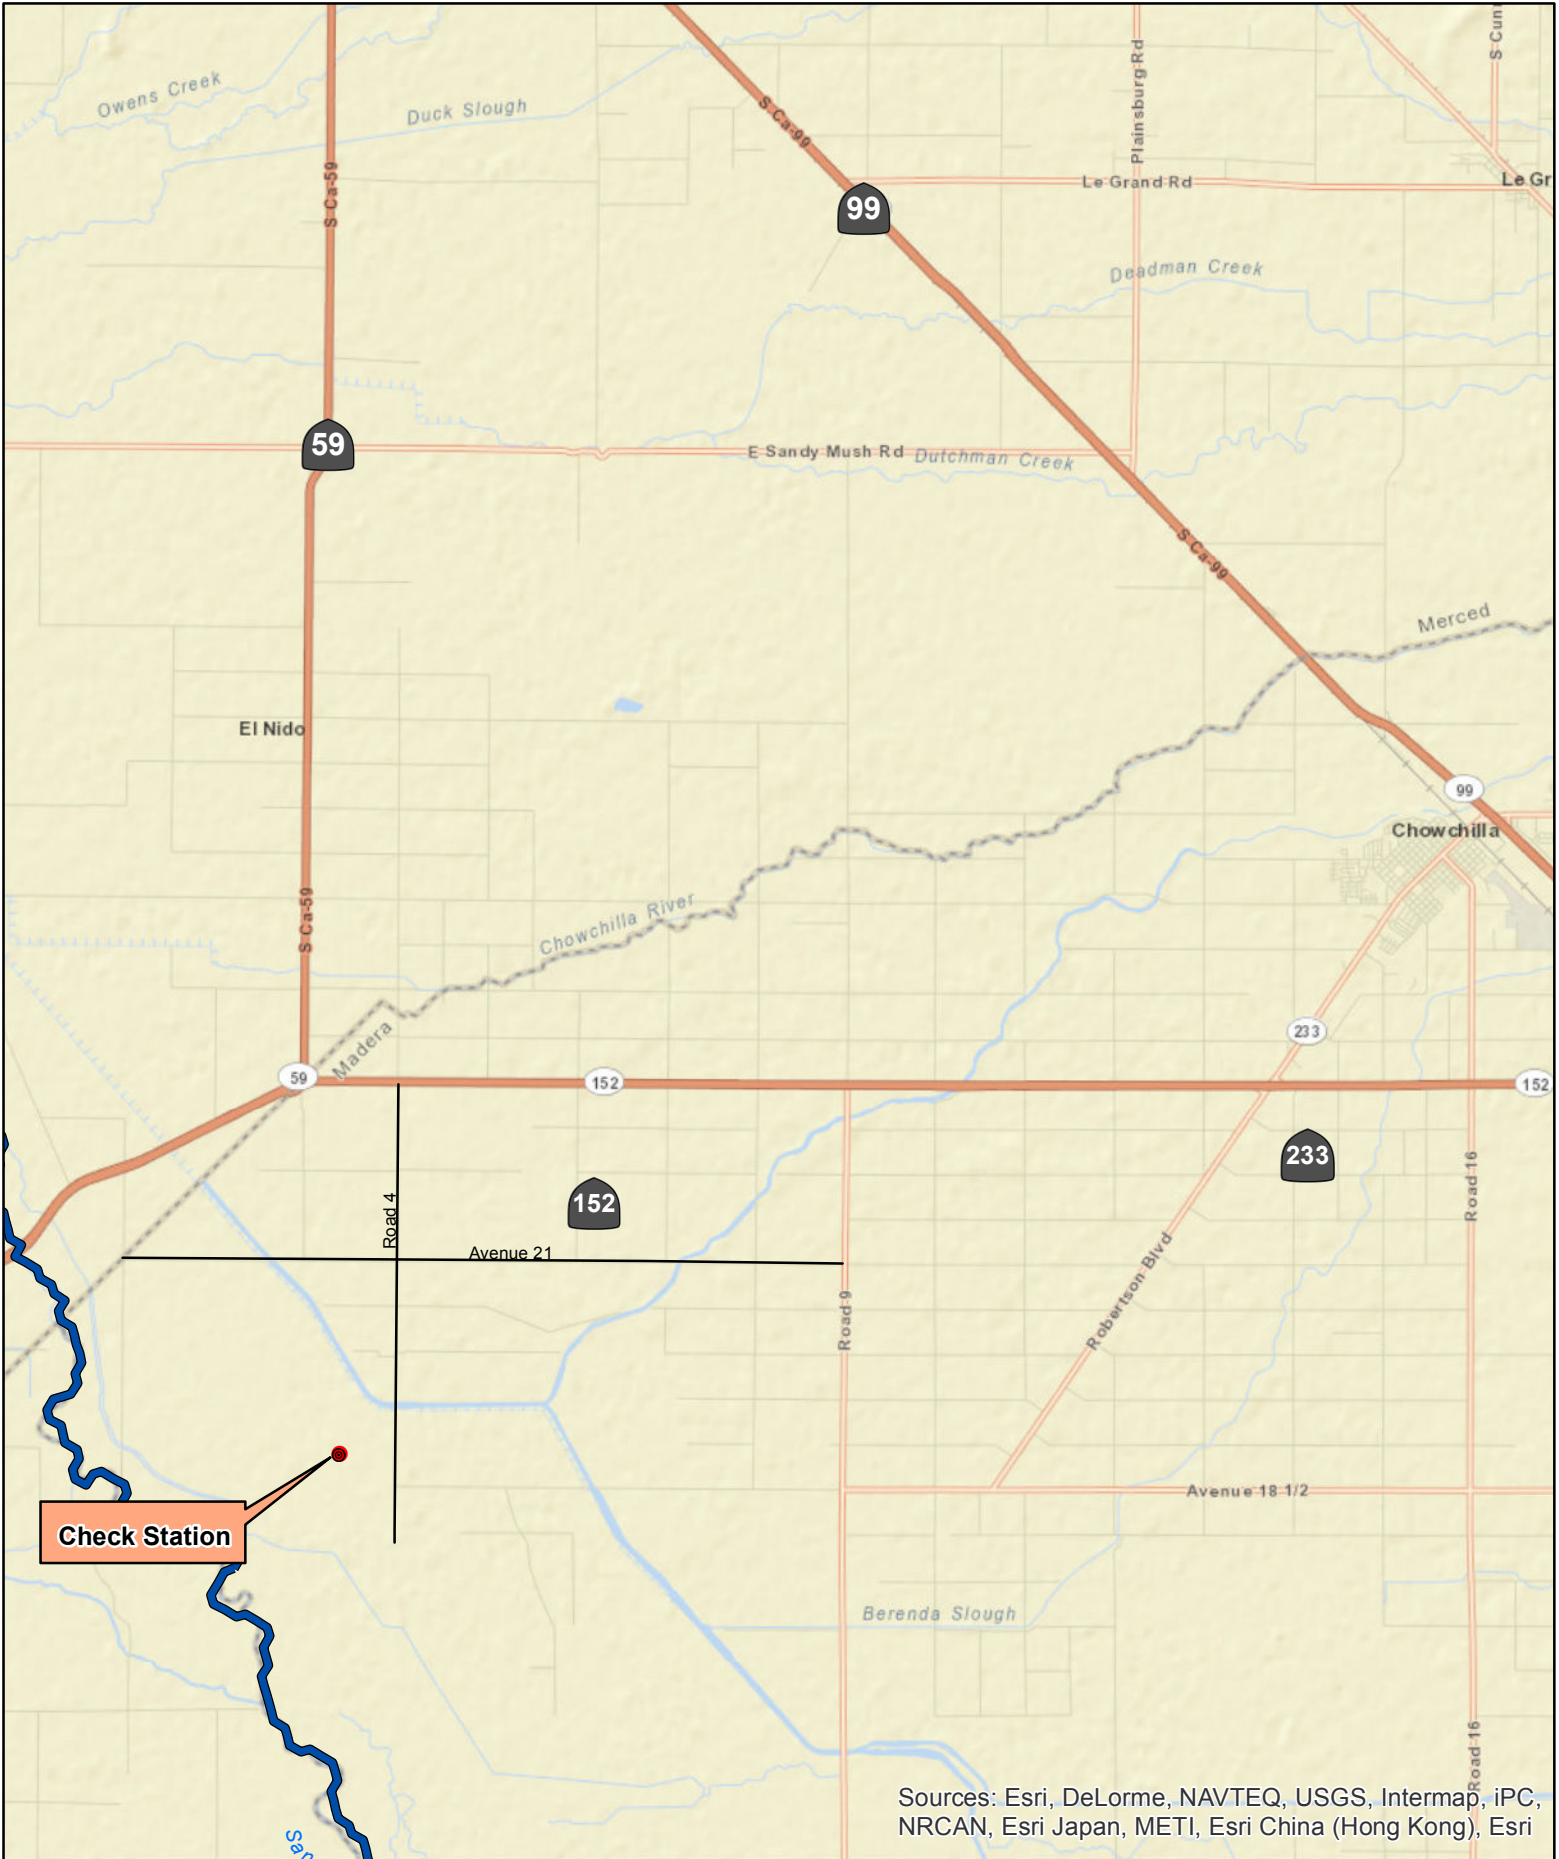 S Cun
Owens Creek
Duck Slough
S Ca-99
Plainsburg Rd
S Ca-59
Le Grand Rd
Le Gr
99
Deadman Creek
59
E Sandy Mush Rd
Dutchman Creek
S Ca-99
Merced
El Nido
99
Chowchilla
S Ca-59
Chowchilla River
233
Madera
59
152
152
233
152
Road 4
Road 16
Avenue 21
Robertson Blvd
Road 9
Avenue 18 1/2
Check Station
Berenda Slough
Road 16
Sources: Esri, DeLorme, NAVTEQ, USGS, Intermap, iPC,
NRCAN, Esri Japan, METI, Esri China (Hong Kong), Esri
San